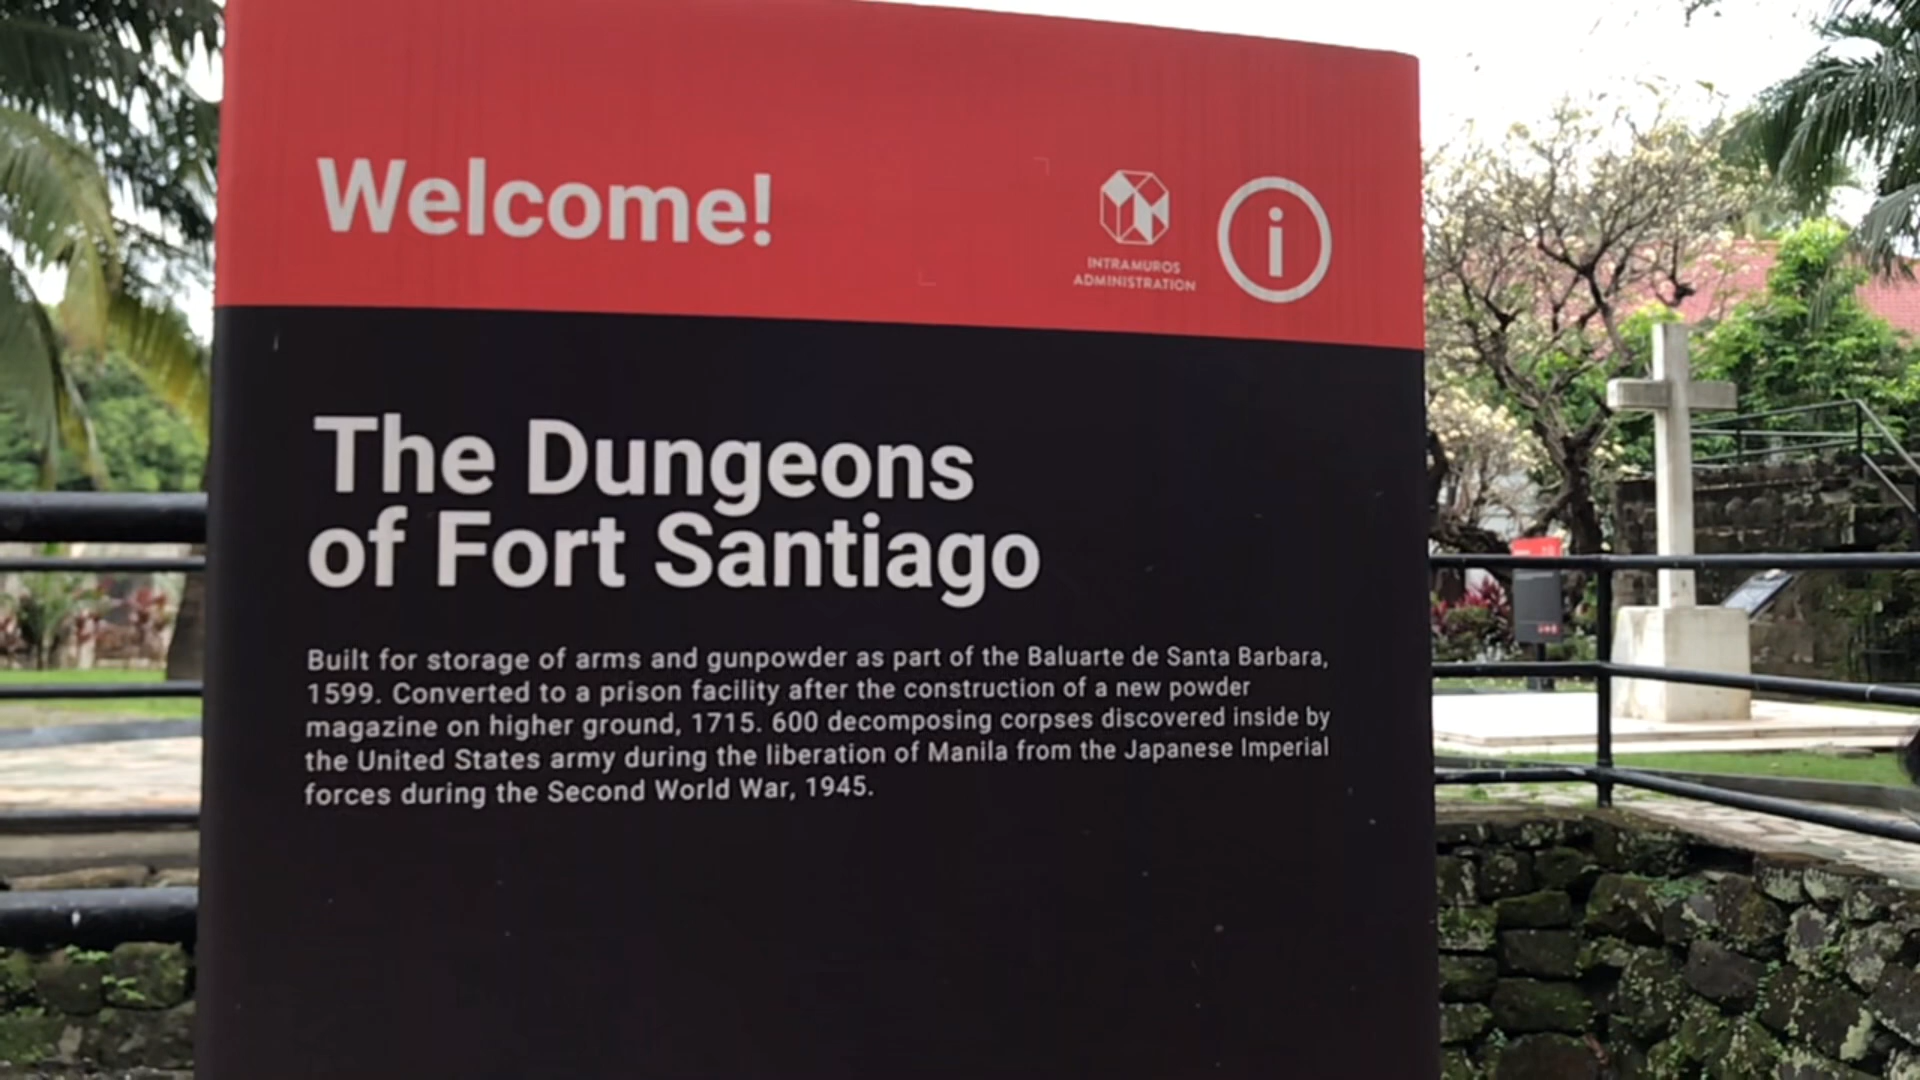 Welcome!
INTRAMUROS
ADMINISTRATION
i
The Dungeons
of Fort Santiago
Built for storage of arms and gunpowder as part of the Baluarte de Santa Barbara,
1599. Converted to a prison facility after the construction of a new powder
magazine on higher ground, 1715. 600 decomposing corpses discovered inside by
the United States army during the liberation of Manila from the Japanese Imperial
forces during the Second World War, 1945.